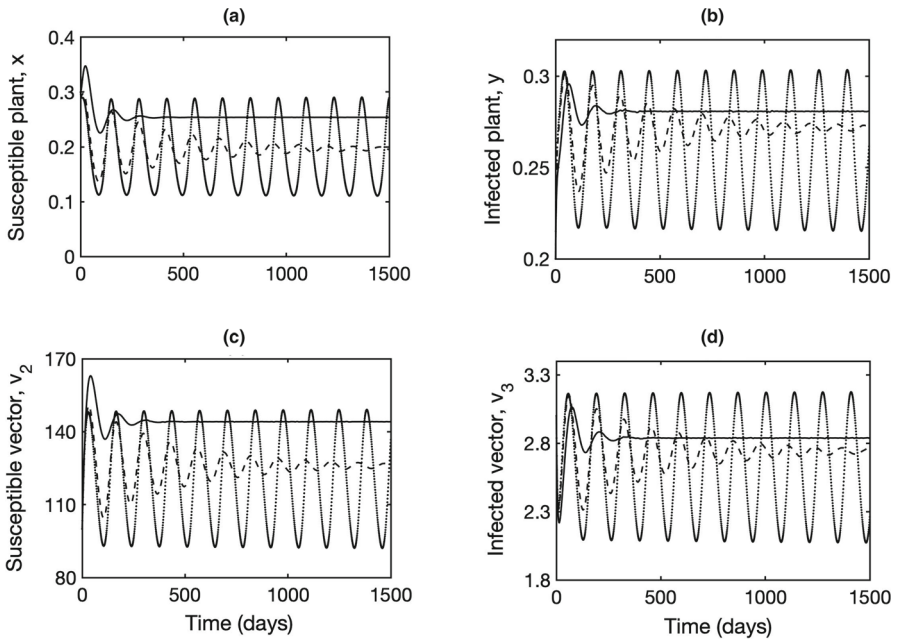 (a)
0.4
0.3
0.2
0.1
0
Susceptible plant, x
0 500 1000 1500
(b)
0.3
0.25
0.2
Infected plant, y
0 500 1000 1500
Time (days)
(c)
170
140
110
80
Susceptible vector, v2
0 500 1000 1500
Time (days)
(d)
3.3
2.8
2.3
1.8
Infected vector, v3
0 500 1000 1500
Time (days)